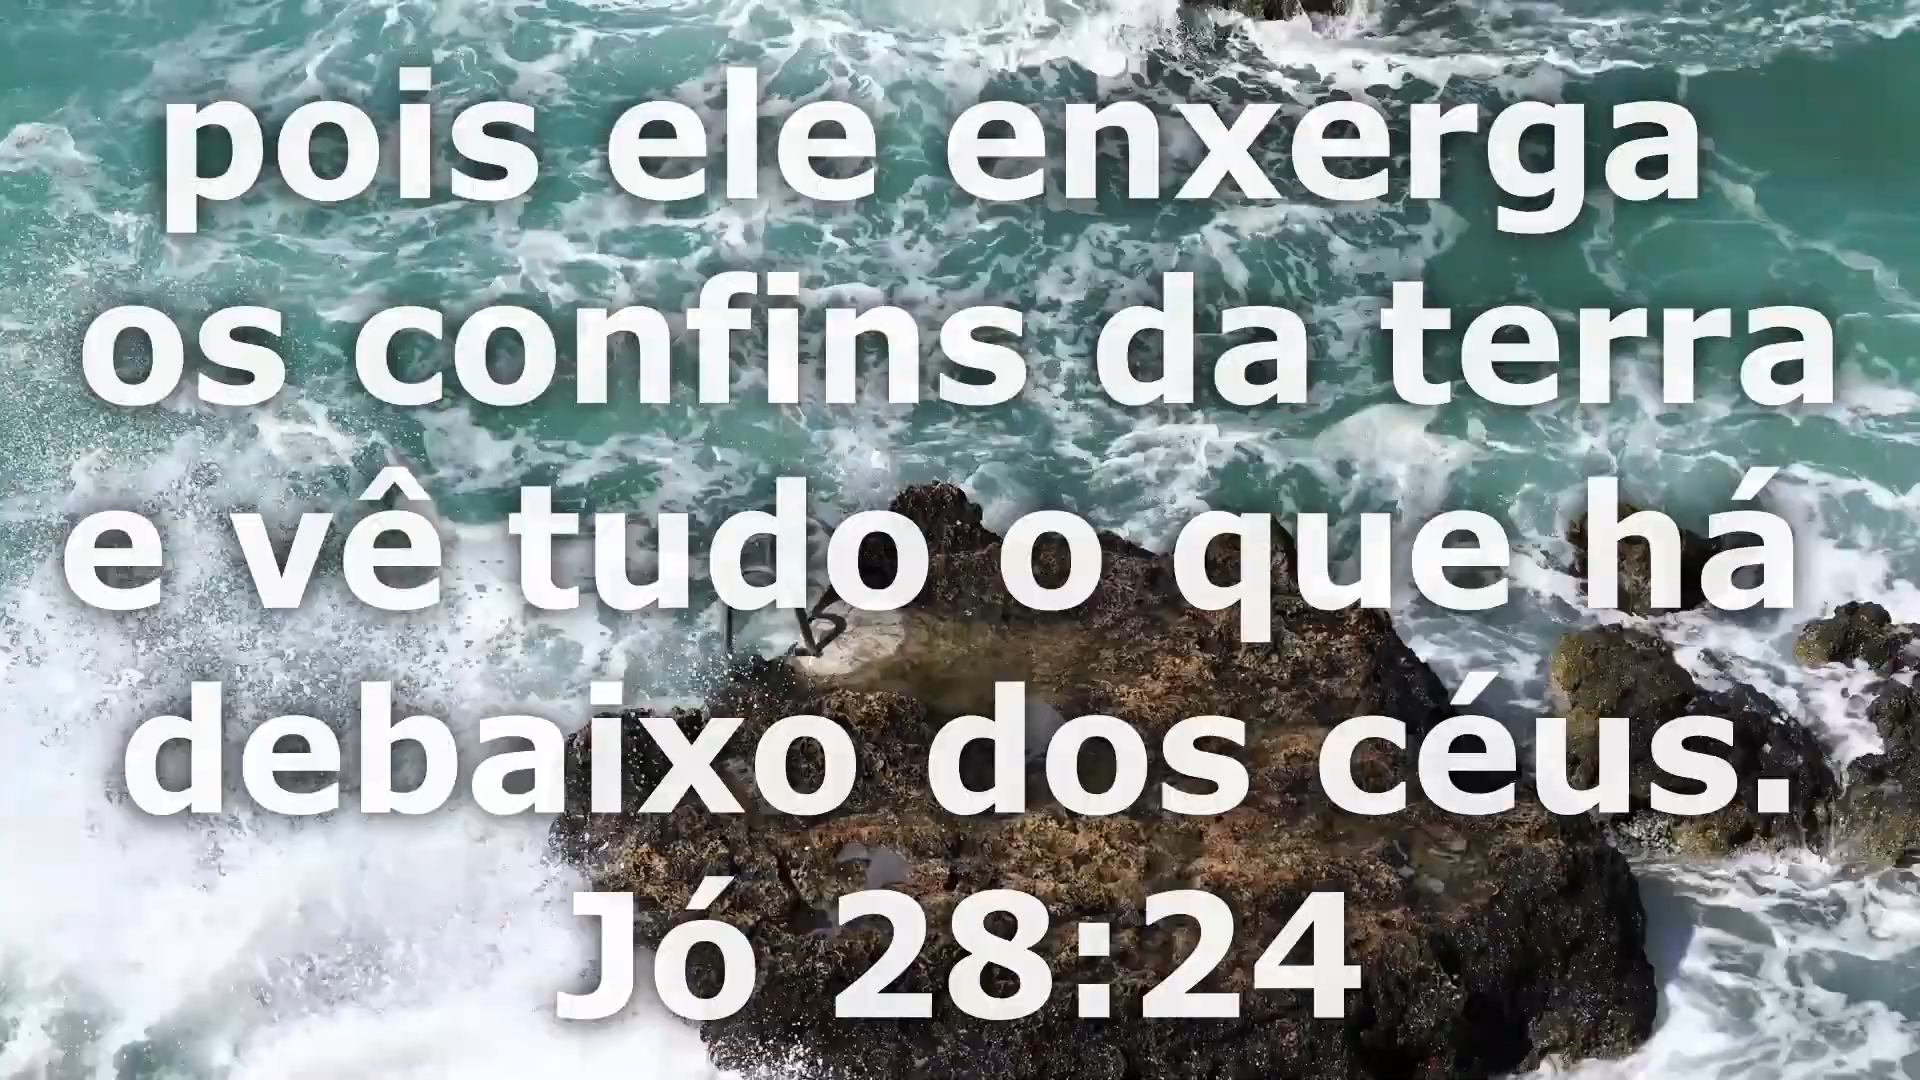 pois ele enxerga
os confins da terra
e vê tudo o que há
debaixo dos céus.
Jó 28:24